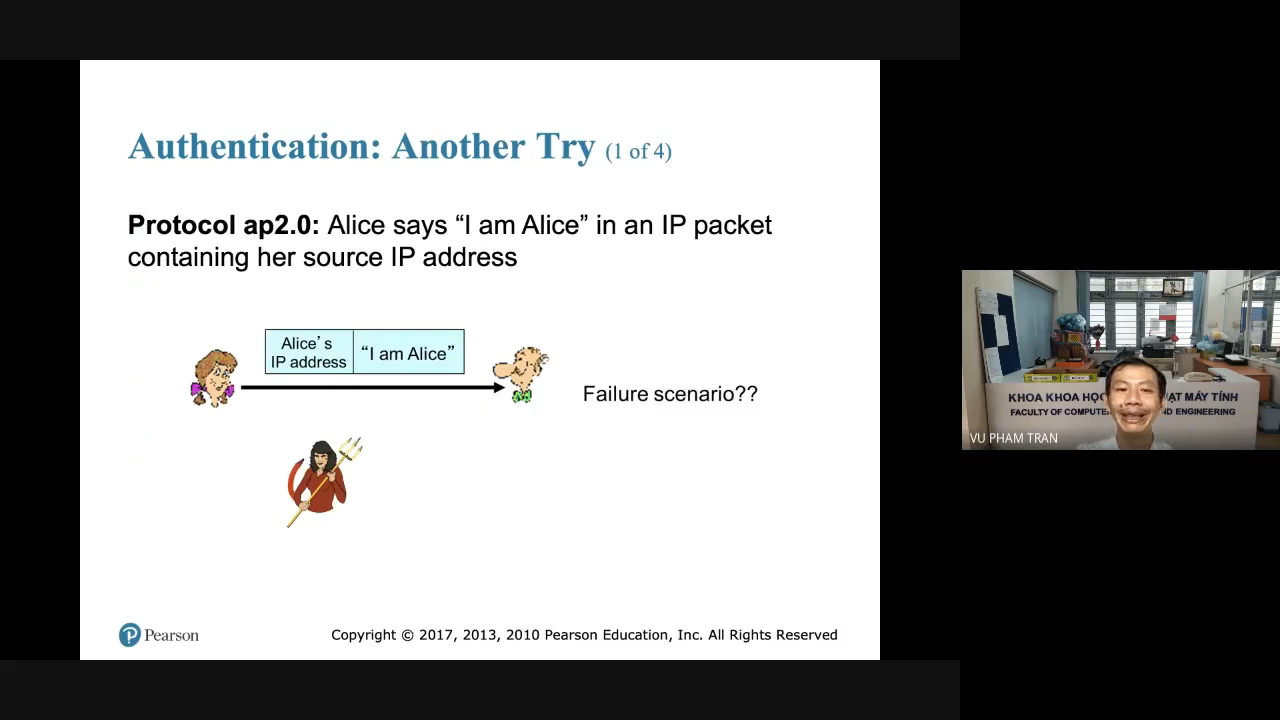 Authentication: Another Try (1 of 4)
Protocol ap2.0: Alice says “I am Alice” in an IP packet
containing her source IP address
Alice’s
IP address
“I am Alice”
Failure scenario??
Pearson
Copyright © 2017, 2013, 2010 Pearson Education, Inc. All Rights Reserved
KHOA KHOA HỌC ẠT MÁY TÍNH
FACULTY OF COMPUTE ND ENGINEERING
VU PHAM TRAN